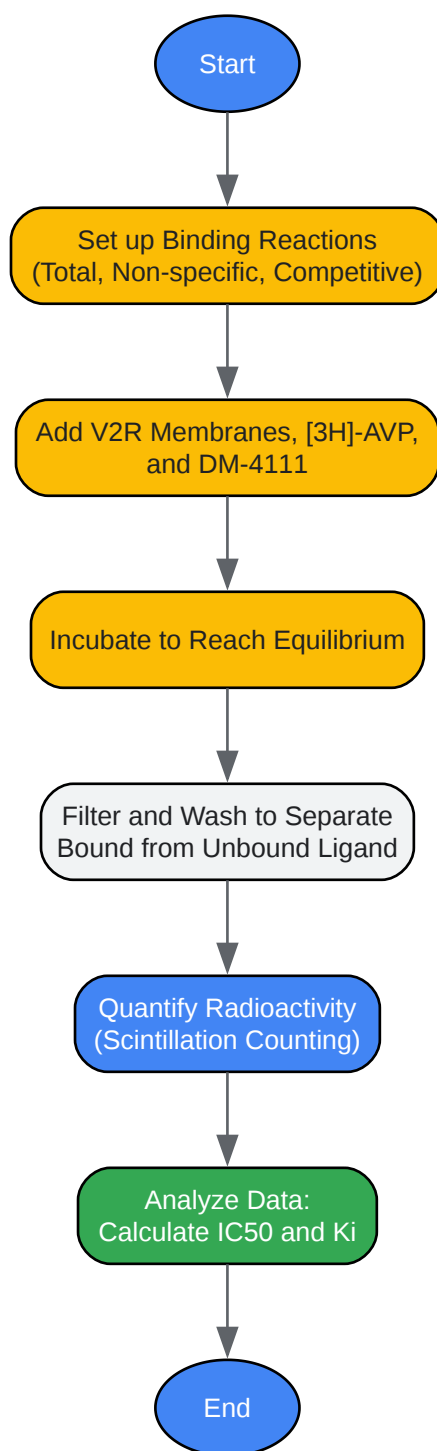 Start
Set up Binding Reactions
(Total, Non-specific, Competitive)
Add V2R Membranes, [3H]-AVP,
and DM-4111
Incubate to Reach Equilibrium
Filter and Wash to Separate
Bound from Unbound Ligand
Quantify Radioactivity
(Scintillation Counting)
Analyze Data:
Calculate IC50 and Ki
End